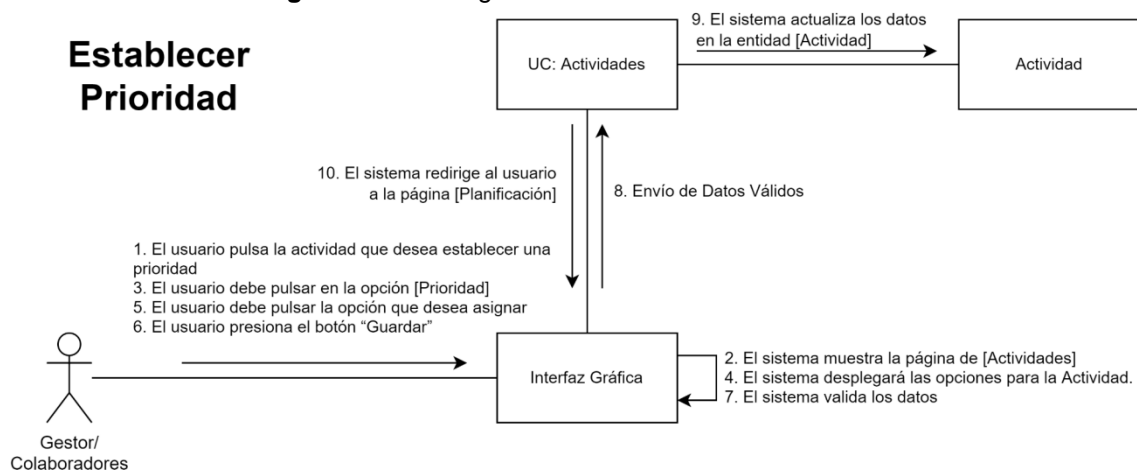 Establecer
Prioridad
UC: Actividades
9. El sistema actualiza los datos
en la entidad [Actividad]
Actividad
10. El sistema redirige al usuario
a la página [Planificación]
8. Envío de Datos Válidos
1. El usuario pulsa la actividad que desea establecer una
prioridad
3. El usuario debe pulsar en la opción [Prioridad]
5. El usuario debe pulsar la opción que desea asignar
6. El usuario presiona el botón “Guardar”
Interfaz Gráfica
2. El sistema muestra la página de [Actividades]
4. El sistema desplegará las opciones para la Actividad.
7. El sistema valida los datos
Gestor/
Colaboradores